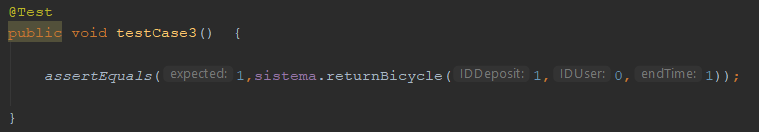 @Test
public void testCase3() {
assertEquals( expected: 1,sistema.returnBicycle( IDDeposit: 1, IDUser: 0, endTime: 1));
}